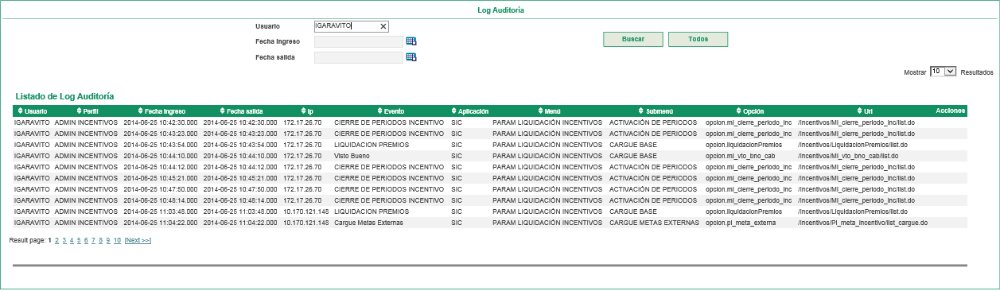 Log Auditoría
Usuario IGARAVITO
Fecha Ingreso
Fecha salida
Buscar Todos
Mostrar 10 Resultados
Listado de Log Auditoría
Usuario Perfil Fecha Ingreso Fecha salida Ip Evento Aplicación Menú Submenú Opción Url Acciones
IGARAVITO ADMIN INCENTIVOS 2014-06-25 10:42:30.000 2014-06-25 10:42:30.000 172.17.26.70 CIERRE DE PERIODOS INCENTIVO SIC PARAM LIQUIDACIÓN INCENTIVOS ACTIVACIÓN DE PERIODOS opcion.mi_cierre_periodo_inc /Incentivos/MI_cierre_periodo_inc/list.do
IGARAVITO ADMIN INCENTIVOS 2014-06-25 10:43:23.000 2014-06-25 10:43:23.000 172.17.26.70 CIERRE DE PERIODOS INCENTIVO SIC PARAM LIQUIDACIÓN INCENTIVOS ACTIVACIÓN DE PERIODOS opcion.mi_cierre_periodo_inc /Incentivos/MI_cierre_periodo_inc/list.do
IGARAVITO ADMIN INCENTIVOS 2014-06-25 10:43:54.000 2014-06-25 10:43:54.000 172.17.26.70 LIQUIDACION PREMIOS SIC PARAM LIQUIDACIÓN INCENTIVOS CARGUE BASE opcion.liquidacionPremios /Incentivos/LiquidacionPremios/list.do
IGARAVITO ADMIN INCENTIVOS 2014-06-25 10:44:10.000 2014-06-25 10:44:10.000 172.17.26.70 Visto Bueno SIC PARAM LIQUIDACIÓN INCENTIVOS CARGUE BASE opcion.mi_vto_bno_cab /Incentivos/MI_vto_bno_cab/list.do
IGARAVITO ADMIN INCENTIVOS 2014-06-25 10:44:12.000 2014-06-25 10:44:12.000 172.17.26.70 CIERRE DE PERIODOS INCENTIVO SIC PARAM LIQUIDACIÓN INCENTIVOS ACTIVACIÓN DE PERIODOS opcion.mi_cierre_periodo_inc /Incentivos/MI_cierre_periodo_inc/list.do
IGARAVITO ADMIN INCENTIVOS 2014-06-25 10:45:21.000 2014-06-25 10:45:21.000 172.17.26.70 CIERRE DE PERIODOS INCENTIVO SIC PARAM LIQUIDACIÓN INCENTIVOS ACTIVACIÓN DE PERIODOS opcion.mi_cierre_periodo_inc /Incentivos/MI_cierre_periodo_inc/list.do
IGARAVITO ADMIN INCENTIVOS 2014-06-25 10:47:50.000 2014-06-25 10:47:50.000 172.17.26.70 CIERRE DE PERIODOS INCENTIVO SIC PARAM LIQUIDACIÓN INCENTIVOS ACTIVACIÓN DE PERIODOS opcion.mi_cierre_periodo_inc /Incentivos/MI_cierre_periodo_inc/list.do
IGARAVITO ADMIN INCENTIVOS 2014-06-25 10:48:14.000 2014-06-25 10:48:14.000 172.17.26.70 CIERRE DE PERIODOS INCENTIVO SIC PARAM LIQUIDACIÓN INCENTIVOS ACTIVACIÓN DE PERIODOS opcion.mi_cierre_periodo_inc /Incentivos/MI_cierre_periodo_inc/list.do
IGARAVITO ADMIN INCENTIVOS 2014-06-25 11:03:48.000 2014-06-25 11:03:48.000 10.170.121.148 LIQUIDACION PREMIOS SIC PARAM LIQUIDACIÓN INCENTIVOS CARGUE BASE opcion.liquidacionPremios /Incentivos/LiquidacionPremios/list.do
IGARAVITO ADMIN INCENTIVOS 2014-06-25 11:04:22.000 2014-06-25 11:04:22.000 10.170.121.148 Cargue Metas Externas SIC PARAM LIQUIDACIÓN INCENTIVOS CARGUE METAS EXTERNAS opcion.pi_meta_externa /Incentivos/PI_meta_incentivo/list_cargue.do
Result page: 1 2 3 4 5 6 7 8 9 10 [Next >>]